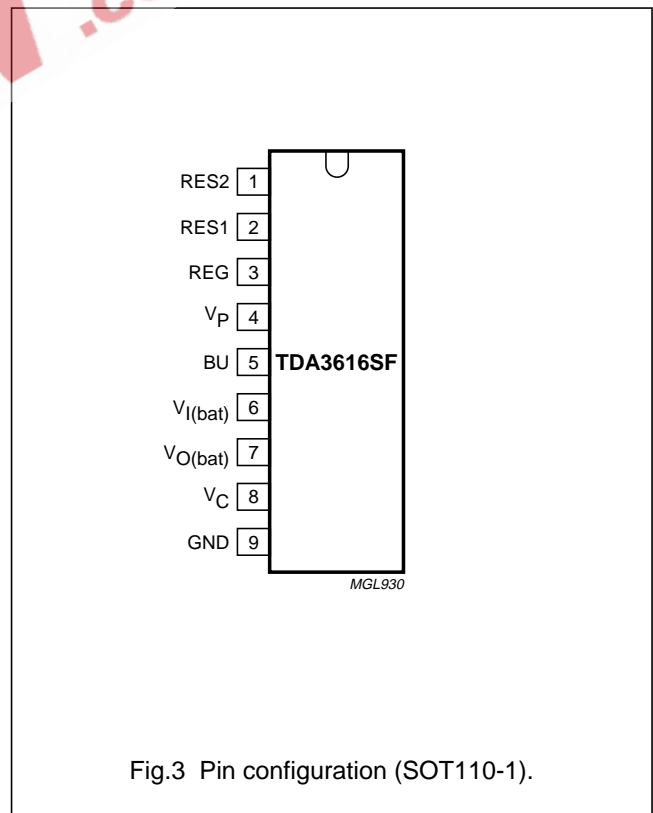 RES2 1
RES1 2
REG 3
VP 4
BU 5 TDA3616SF
VI(bat) 6
VO(bat) 7
VC 8
GND 9
MGL930
Fig.3 Pin configuration (SOT110-1).